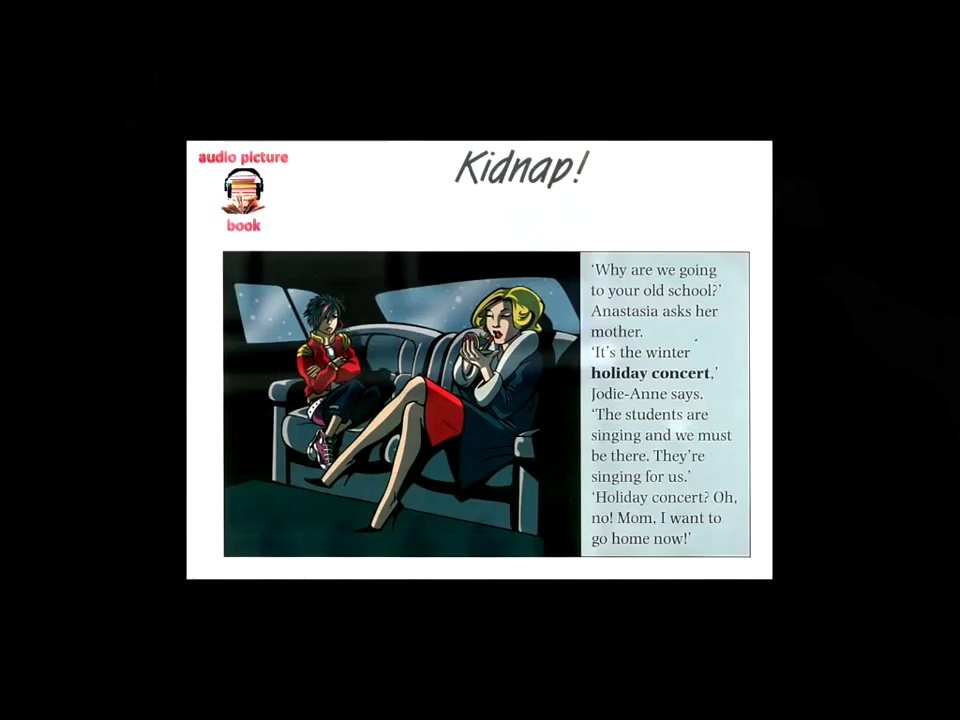 audio picture
book
Kidnap!
‘Why are we going
to your old school?’
Anastasia asks her
mother.
‘It’s the winter
holiday concert,’
Jodie-Anne says.
‘The students are
singing and we must
be there. They’re
singing for us.’
‘Holiday concert? Oh,
no! Mom, I want to
go home now!’